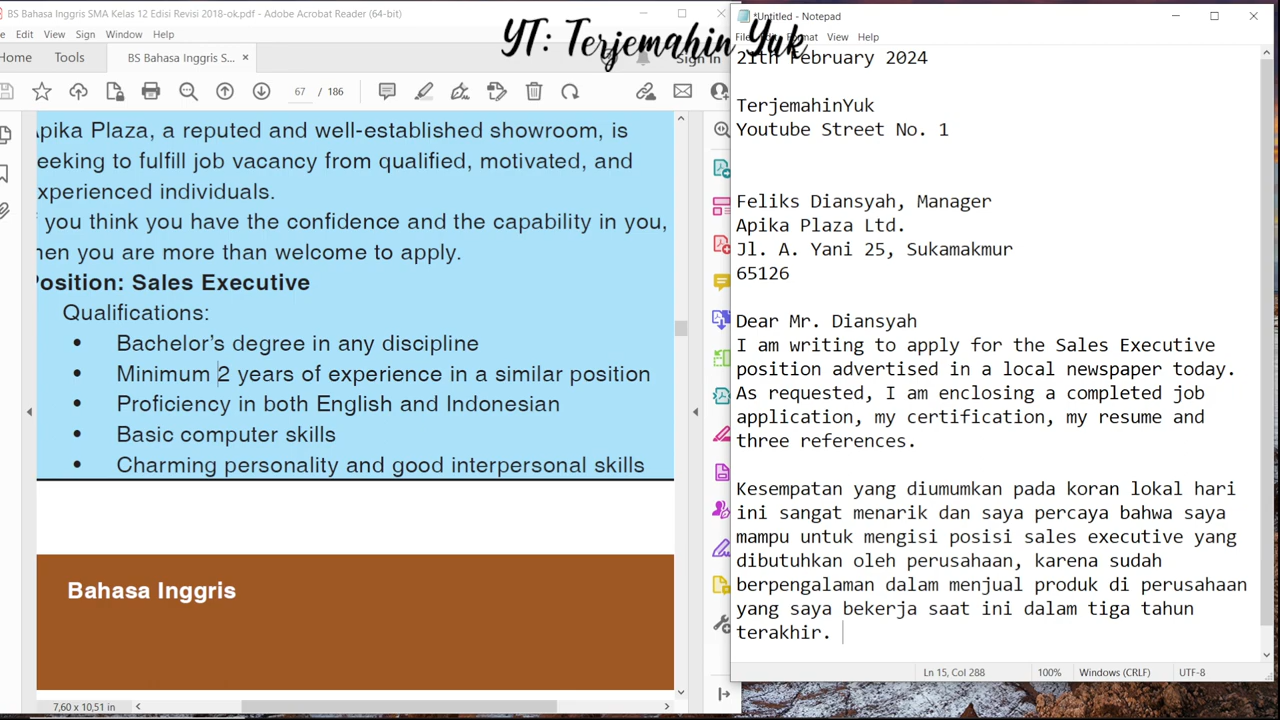 BS Bahasa Inggris SMA Kelas 12 Edisi Revisi 2018-ok.pdf - Adobe Acrobat Reader (64-bit)
Edit View Sign Window Help
Home Tools BS Bahasa Inggris S... × Sign In
67 / 186
YT: Terjemahin Yuk
Apika Plaza, a reputed and well-established showroom, is
seeking to fulfill job vacancy from qualified, motivated, and
experienced individuals.
you think you have the confidence and the capability in you,
then you are more than welcome to apply.
Position: Sales Executive
Qualifications:
• Bachelor's degree in any discipline
• Minimum 2 years of experience in a similar position
• Proficiency in both English and Indonesian
• Basic computer skills
• Charming personality and good interpersonal skills
Bahasa Inggris
7,60 x 10,51 in
*Untitled - Notepad
File Edit Format View Help
21th February 2024
TerjemahinYuk
Youtube Street No. 1
Feliks Diansyah, Manager
Apika Plaza Ltd.
Jl. A. Yani 25, Sukamakmur
65126
Dear Mr. Diansyah
I am writing to apply for the Sales Executive
position advertised in a local newspaper today.
As requested, I am enclosing a completed job
application, my certification, my resume and
three references.
Kesempatan yang diumumkan pada koran lokal hari
ini sangat menarik dan saya percaya bahwa saya
mampu untuk mengisi posisi sales executive yang
dibutuhkan oleh perusahaan, karena sudah
berpengalaman dalam menjual produk di perusahaan
yang saya bekerja saat ini dalam tiga tahun
terakhir.
Ln 15, Col 288 100% Windows (CRLF) UTF-8